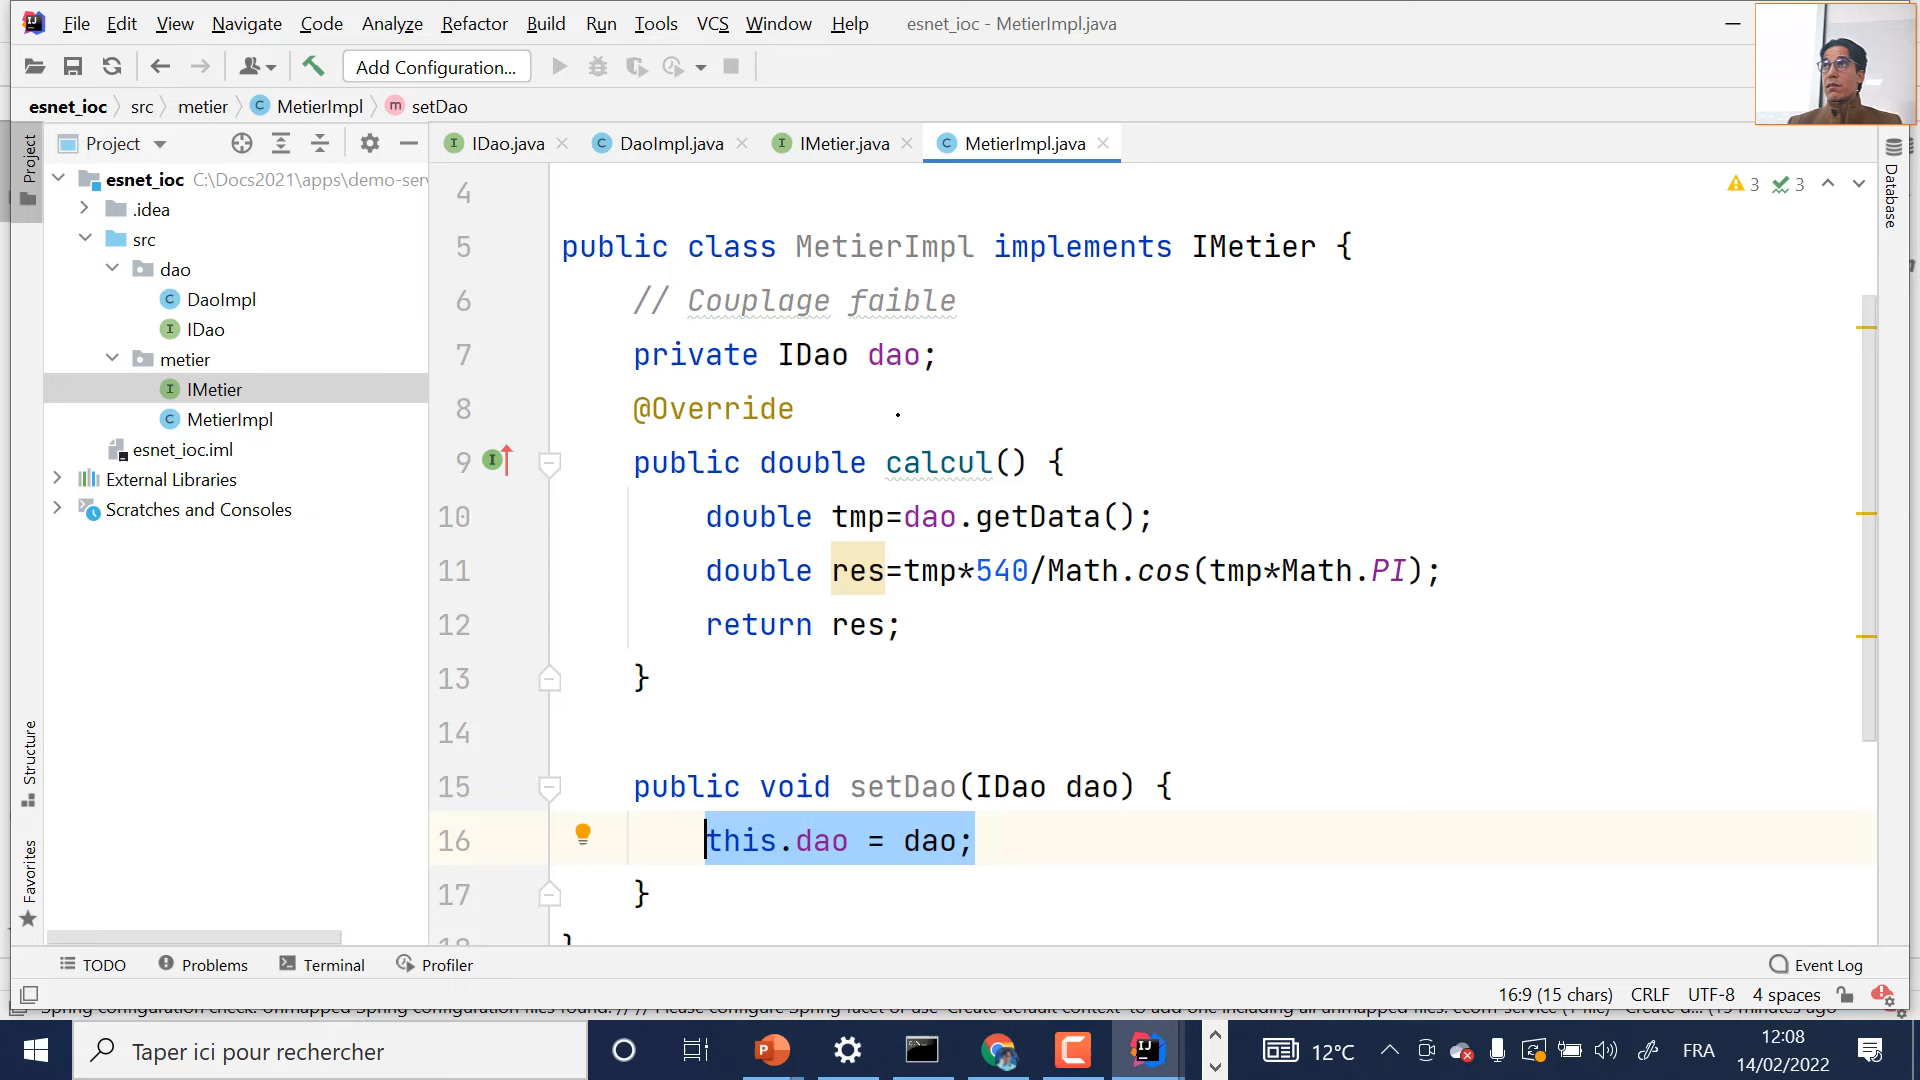 File Edit View Navigate Code Analyze Refactor Build Run Tools VCS Window Help esnet_ioc - MetierImpl.java
Add Configuration...
esnet_ioc src metier MetierImpl setDao
Project
IDao.java DaoImpl.java IMetier.java MetierImpl.java
Project
Structure
Favorites
Database
esnet_ioc C:\Docs2021\apps\demo-ser
.idea
src
dao
DaoImpl
IDao
metier
IMetier
MetierImpl
esnet_ioc.iml
External Libraries
Scratches and Consoles
3 3
4
5 public class MetierImpl implements IMetier {
6 // Couplage faible
7 private IDao dao;
8 @Override
9 public double calcul() {
10 double tmp=dao.getData();
11 double res=tmp*540/Math.cos(tmp*Math.PI);
12 return res;
13 }
14
15 public void setDao(IDao dao) {
16 this.dao = dao;
17 }
18 }
TODO Problems Terminal Profiler Event Log
16:9 (15 chars) CRLF UTF-8 4 spaces
Taper ici pour rechercher
12°C FRA 12:08
14/02/2022